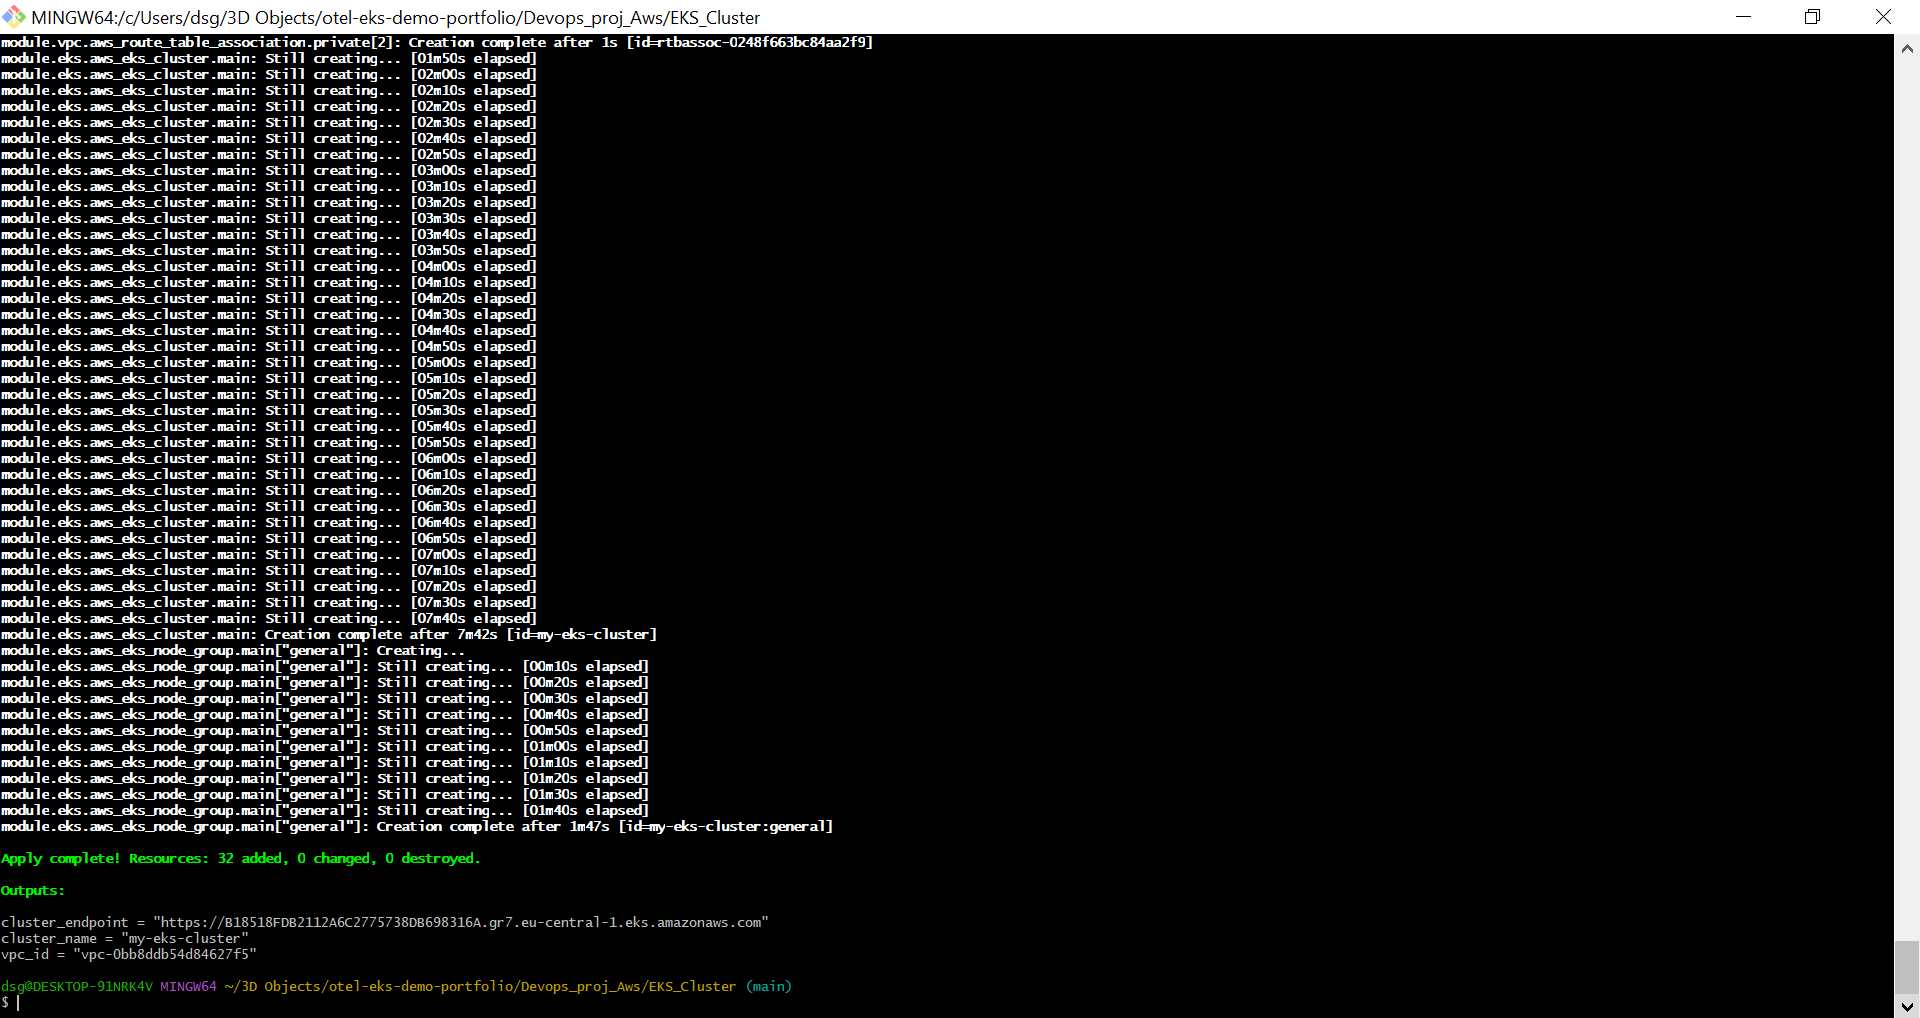 MINGW64:/c/Users/dsg/3D Objects/otel-eks-demo-portfolio/Devops_proj_Aws/EKS_Cluster
module.vpc.aws_route_table_association.private[2]: Creation complete after 1s [id=rtbassoc-0248f663bc84aa2f9]
module.eks.aws_eks_cluster.main: Still creating... [01m50s elapsed]
module.eks.aws_eks_cluster.main: Still creating... [02m00s elapsed]
module.eks.aws_eks_cluster.main: Still creating... [02m10s elapsed]
module.eks.aws_eks_cluster.main: Still creating... [02m20s elapsed]
module.eks.aws_eks_cluster.main: Still creating... [02m30s elapsed]
module.eks.aws_eks_cluster.main: Still creating... [02m40s elapsed]
module.eks.aws_eks_cluster.main: Still creating... [02m50s elapsed]
module.eks.aws_eks_cluster.main: Still creating... [03m00s elapsed]
module.eks.aws_eks_cluster.main: Still creating... [03m10s elapsed]
module.eks.aws_eks_cluster.main: Still creating... [03m20s elapsed]
module.eks.aws_eks_cluster.main: Still creating... [03m30s elapsed]
module.eks.aws_eks_cluster.main: Still creating... [03m40s elapsed]
module.eks.aws_eks_cluster.main: Still creating... [03m50s elapsed]
module.eks.aws_eks_cluster.main: Still creating... [04m00s elapsed]
module.eks.aws_eks_cluster.main: Still creating... [04m10s elapsed]
module.eks.aws_eks_cluster.main: Still creating... [04m20s elapsed]
module.eks.aws_eks_cluster.main: Still creating... [04m30s elapsed]
module.eks.aws_eks_cluster.main: Still creating... [04m40s elapsed]
module.eks.aws_eks_cluster.main: Still creating... [04m50s elapsed]
module.eks.aws_eks_cluster.main: Still creating... [05m00s elapsed]
module.eks.aws_eks_cluster.main: Still creating... [05m10s elapsed]
module.eks.aws_eks_cluster.main: Still creating... [05m20s elapsed]
module.eks.aws_eks_cluster.main: Still creating... [05m30s elapsed]
module.eks.aws_eks_cluster.main: Still creating... [05m40s elapsed]
module.eks.aws_eks_cluster.main: Still creating... [05m50s elapsed]
module.eks.aws_eks_cluster.main: Still creating... [06m00s elapsed]
module.eks.aws_eks_cluster.main: Still creating... [06m10s elapsed]
module.eks.aws_eks_cluster.main: Still creating... [06m20s elapsed]
module.eks.aws_eks_cluster.main: Still creating... [06m30s elapsed]
module.eks.aws_eks_cluster.main: Still creating... [06m40s elapsed]
module.eks.aws_eks_cluster.main: Still creating... [06m50s elapsed]
module.eks.aws_eks_cluster.main: Still creating... [07m00s elapsed]
module.eks.aws_eks_cluster.main: Still creating... [07m10s elapsed]
module.eks.aws_eks_cluster.main: Still creating... [07m20s elapsed]
module.eks.aws_eks_cluster.main: Still creating... [07m30s elapsed]
module.eks.aws_eks_cluster.main: Still creating... [07m40s elapsed]
module.eks.aws_eks_cluster.main: Creation complete after 7m42s [id=my-eks-cluster]
module.eks.aws_eks_node_group.main["general"]: Creating...
module.eks.aws_eks_node_group.main["general"]: Still creating... [00m10s elapsed]
module.eks.aws_eks_node_group.main["general"]: Still creating... [00m20s elapsed]
module.eks.aws_eks_node_group.main["general"]: Still creating... [00m30s elapsed]
module.eks.aws_eks_node_group.main["general"]: Still creating... [00m40s elapsed]
module.eks.aws_eks_node_group.main["general"]: Still creating... [00m50s elapsed]
module.eks.aws_eks_node_group.main["general"]: Still creating... [01m00s elapsed]
module.eks.aws_eks_node_group.main["general"]: Still creating... [01m10s elapsed]
module.eks.aws_eks_node_group.main["general"]: Still creating... [01m20s elapsed]
module.eks.aws_eks_node_group.main["general"]: Still creating... [01m30s elapsed]
module.eks.aws_eks_node_group.main["general"]: Still creating... [01m40s elapsed]
module.eks.aws_eks_node_group.main["general"]: Creation complete after 1m47s [id=my-eks-cluster:general]
Apply complete! Resources: 32 added, 0 changed, 0 destroyed.
Outputs:
cluster_endpoint = "https://B18518FDB2112A6C2775738DB698316A.gr7.eu-central-1.eks.amazonaws.com"
cluster_name = "my-eks-cluster"
vpc_id = "vpc-0bb8ddb54d84627f5"
dsg@DESKTOP-91NRK4V MINGW64 ~/3D Objects/otel-eks-demo-portfolio/Devops_proj_Aws/EKS_Cluster (main)
$